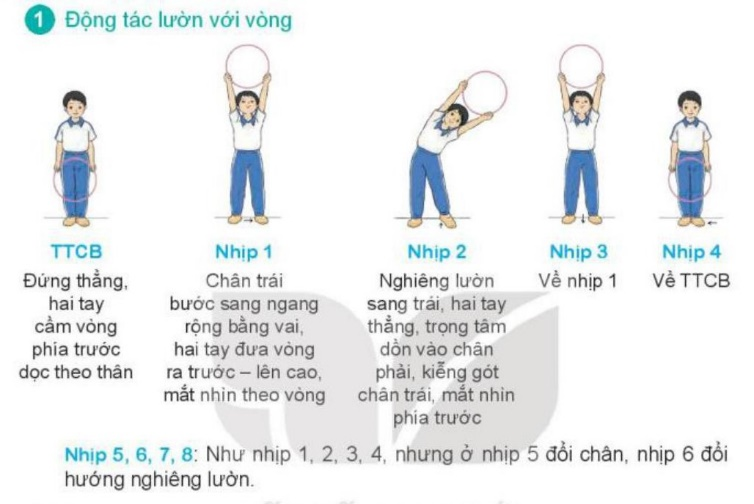 1 Động tác lườn với vòng
TTCB
Đứng thẳng,
hai tay
cầm vòng
phía trước
dọc theo thân
Nhịp 1
Chân trái
bước sang ngang
rộng bằng vai,
hai tay đưa vòng
ra trước – lên cao,
mắt nhìn theo vòng
Nhịp 2
Nghiêng lườn
sang trái, hai tay
thẳng, trọng tâm
dồn vào chân
phải, kiễng gót
chân trái, mắt nhìn
phía trước
Nhịp 3
Về nhịp 1
Nhịp 4
Về TTCB
Nhịp 5, 6, 7, 8: Như nhịp 1, 2, 3, 4, nhưng ở nhịp 5 đổi chân, nhịp 6 đổi
hướng nghiêng lườn.